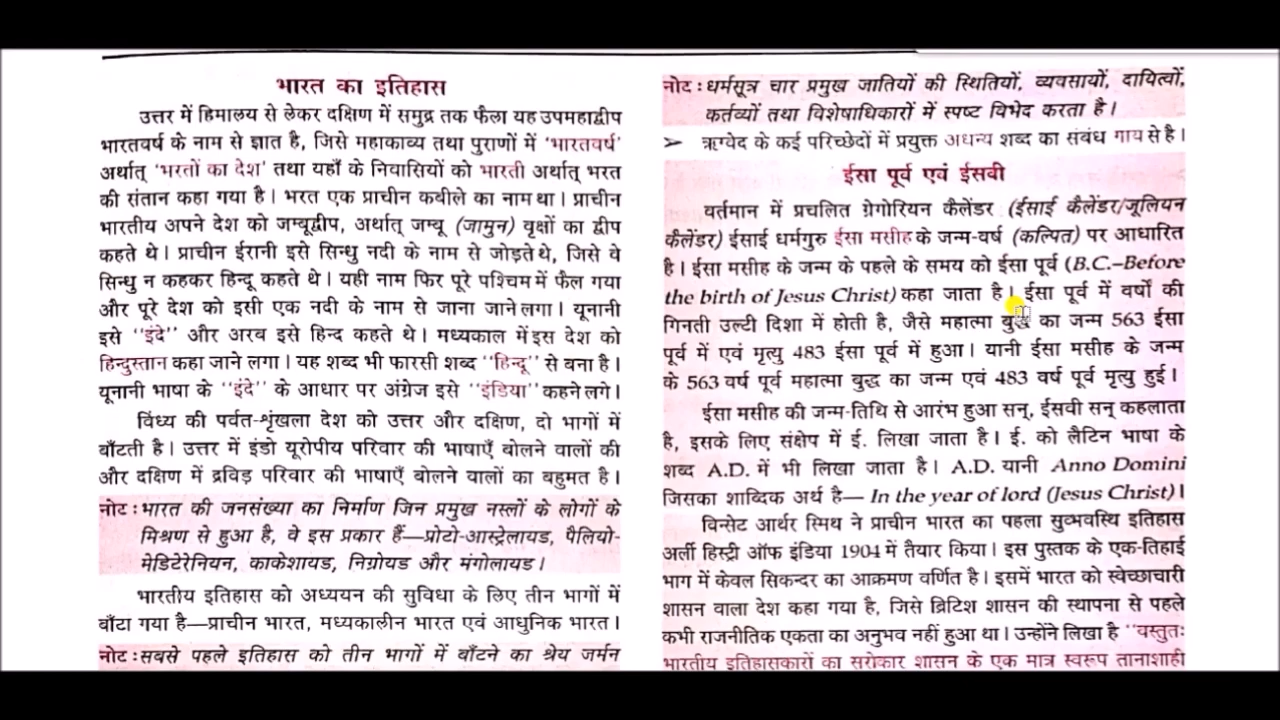 भारत का इतिहास
उत्तर में हिमालय से लेकर दक्षिण में समुद्र तक फैला यह उपमहाद्वीप
भारतवर्ष के नाम से ज्ञात है, जिसे महाकाव्य तथा पुराणों में 'भारतवर्ष'
अर्थात् 'भरतों का देश' तथा यहाँ के निवासियों को भारती अर्थात् भरत
की संतान कहा गया है। भरत एक प्राचीन कबीले का नाम था। प्राचीन
भारतीय अपने देश को जम्बूद्वीप, अर्थात् जम्बू (जामुन) वृक्षों का द्वीप
कहते थे। प्राचीन ईरानी इसे सिन्धु नदी के नाम से जोड़ते थे, जिसे वे
सिन्धु न कहकर हिन्दू कहते थे। यही नाम फिर पूरे पश्चिम में फैल गया
और पूरे देश को इसी एक नदी के नाम से जाना जाने लगा। यूनानी
इसे "इंदे" और अरब इसे हिन्द कहते थे। मध्यकाल में इस देश को
हिन्दुस्तान कहा जाने लगा। यह शब्द भी फारसी शब्द "हिन्दू" से बना है।
यूनानी भाषा के "इंदे" के आधार पर अंग्रेज इसे "इंडिया" कहने लगे।
विंध्य की पर्वत-शृंखला देश को उत्तर और दक्षिण, दो भागों में
बाँटती है। उत्तर में इंडो यूरोपीय परिवार की भाषाएँ बोलने वालों की
और दक्षिण में द्रविड़ परिवार की भाषाएँ बोलने वालों का बहुमत है।
नोट : भारत की जनसंख्या का निर्माण जिन प्रमुख नस्लों के लोगों के
मिश्रण से हुआ है, वे इस प्रकार हैं—प्रोटो-आस्ट्रेलायड, पैलियो-
मेडिटेरेनियन, काकेशायड, निग्रोयड और मंगोलायड।
भारतीय इतिहास को अध्ययन की सुविधा के लिए तीन भागों में
बाँटा गया है—प्राचीन भारत, मध्यकालीन भारत एवं आधुनिक भारत।
नोट : सबसे पहले इतिहास को तीन भागों में बाँटने का श्रेय जर्मन
नोट : धर्मसूत्र चार प्रमुख जातियों की स्थितियों, व्यवसायों, दायित्वों,
कर्तव्यों तथा विशेषाधिकारों में स्पष्ट विभेद करता है।
➢ ऋग्वेद के कई परिच्छेदों में प्रयुक्त अधन्य शब्द का संबंध गाय से है।
ईसा पूर्व एवं ईसवी
वर्तमान में प्रचलित ग्रेगोरियन कैलेंडर (ईसाई कैलेंडर/जूलियन
कैलेंडर) ईसाई धर्मगुरु ईसा मसीह के जन्म-वर्ष (कल्पित) पर आधारित
है। ईसा मसीह के जन्म के पहले के समय को ईसा पूर्व (B.C.–Before
the birth of Jesus Christ) कहा जाता है। ईसा पूर्व में वर्षों की
गिनती उल्टी दिशा में होती है, जैसे महात्मा बुद्ध का जन्म 563 ईसा
पूर्व में एवं मृत्यु 483 ईसा पूर्व में हुआ। यानी ईसा मसीह के जन्म
के 563 वर्ष पूर्व महात्मा बुद्ध का जन्म एवं 483 वर्ष पूर्व मृत्यु हुई।
ईसा मसीह की जन्म-तिथि से आरंभ हुआ सन्, ईसवी सन् कहलाता
है, इसके लिए संक्षेप में ई. लिखा जाता है। ई. को लैटिन भाषा के
शब्द A.D. में भी लिखा जाता है। A.D. यानी Anno Domini
जिसका शाब्दिक अर्थ है— In the year of lord (Jesus Christ)।
विन्सेट आर्थर स्मिथ ने प्राचीन भारत का पहला सुव्भवस्थि इतिहास
अर्ली हिस्ट्री ऑफ इंडिया 1904 में तैयार किया। इस पुस्तक के एक-तिहाई
भाग में केवल सिकन्दर का आक्रमण वर्णित है। इसमें भारत को स्वेच्छाचारी
शासन वाला देश कहा गया है, जिसे ब्रिटिश शासन की स्थापना से पहले
कभी राजनीतिक एकता का अनुभव नहीं हुआ था। उन्होंने लिखा है "वस्तुतः
भारतीय इतिहासकारों का सरोकार शासन के एक मात्र स्वरूप तानाशाही